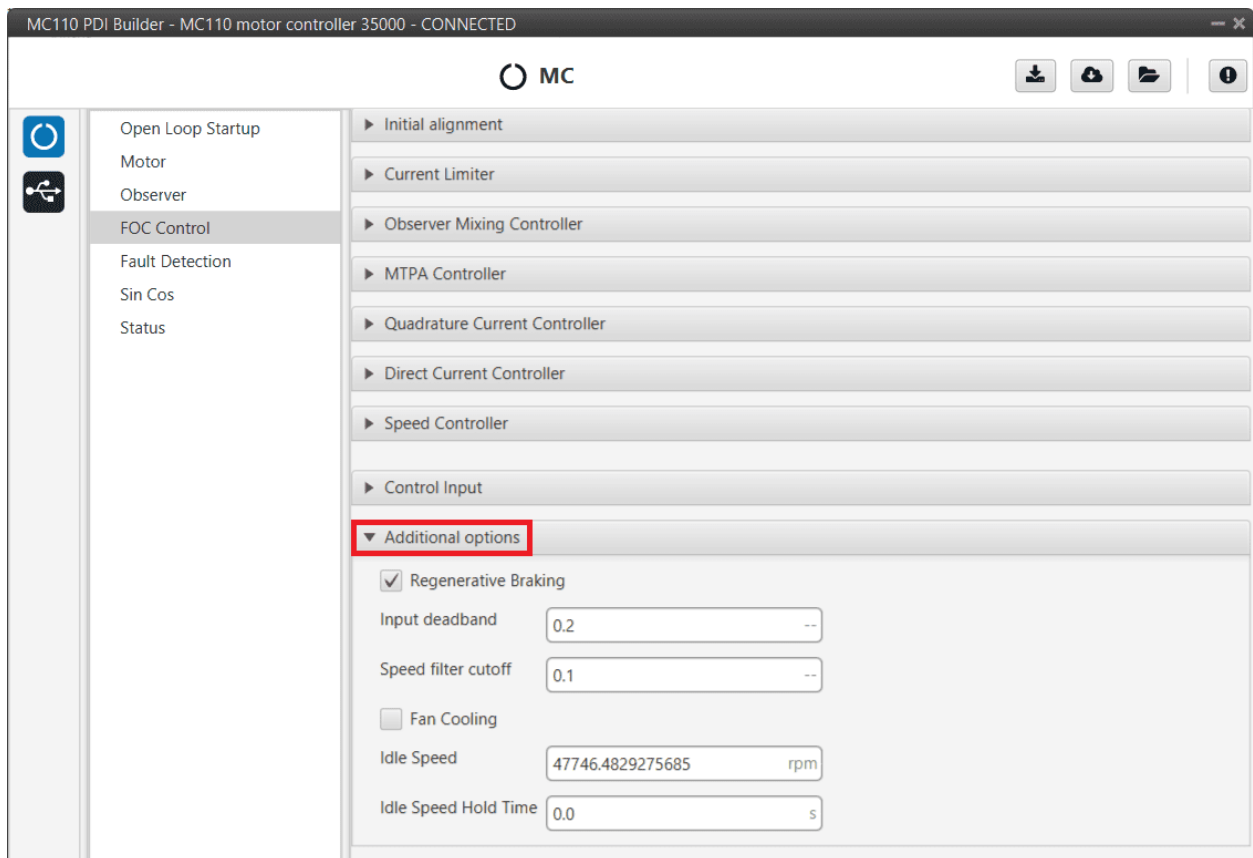 MC110 PDI Builder - MC110 motor controller 35000 - CONNECTED
MC
Open Loop Startup
Motor
Observer
FOC Control
Fault Detection
Sin Cos
Status
Initial alignment
Current Limiter
Observer Mixing Controller
MTPA Controller
Quadrature Current Controller
Direct Current Controller
Speed Controller
Control Input
Additional options
Regenerative Braking
Input deadband 0.2 --
Speed filter cutoff 0.1 --
Fan Cooling
Idle Speed 47746.4829275685 rpm
Idle Speed Hold Time 0.0 s